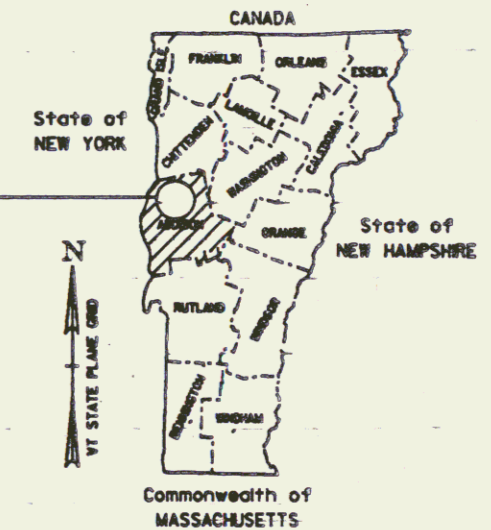 CANADA
FRANKLIN
ORLEANS
ESSEX
GRAND ISLE
LAMOILLE
State of
NEW YORK
CHITTENDEN
CALEDONIA
WASHINGTON
ADDISON
ORANGE
State of
NEW HAMPSHIRE
N
VT STATE PLANE GRID
RUTLAND
WINDSOR
BENNINGTON
WINDHAM
Commonwealth of
MASSACHUSETTS